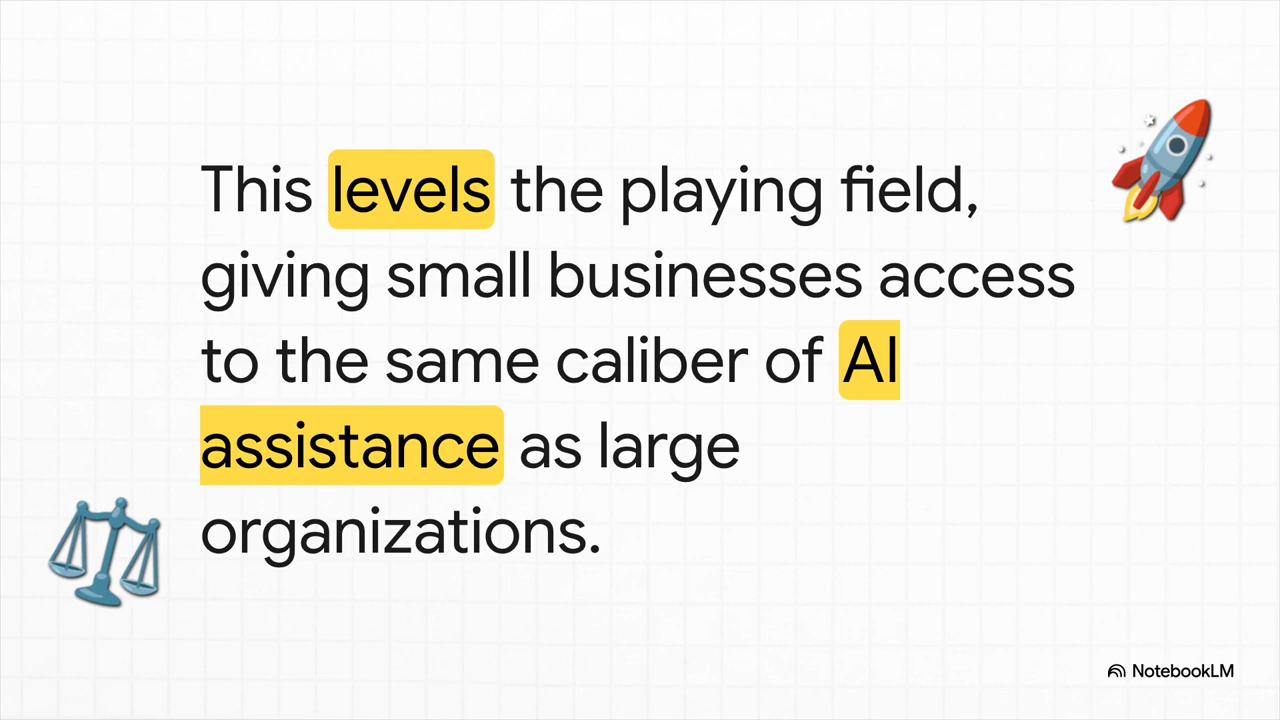 This levels the playing field,
giving small businesses access
to the same caliber of AI
assistance as large
organizations.
NotebookLM